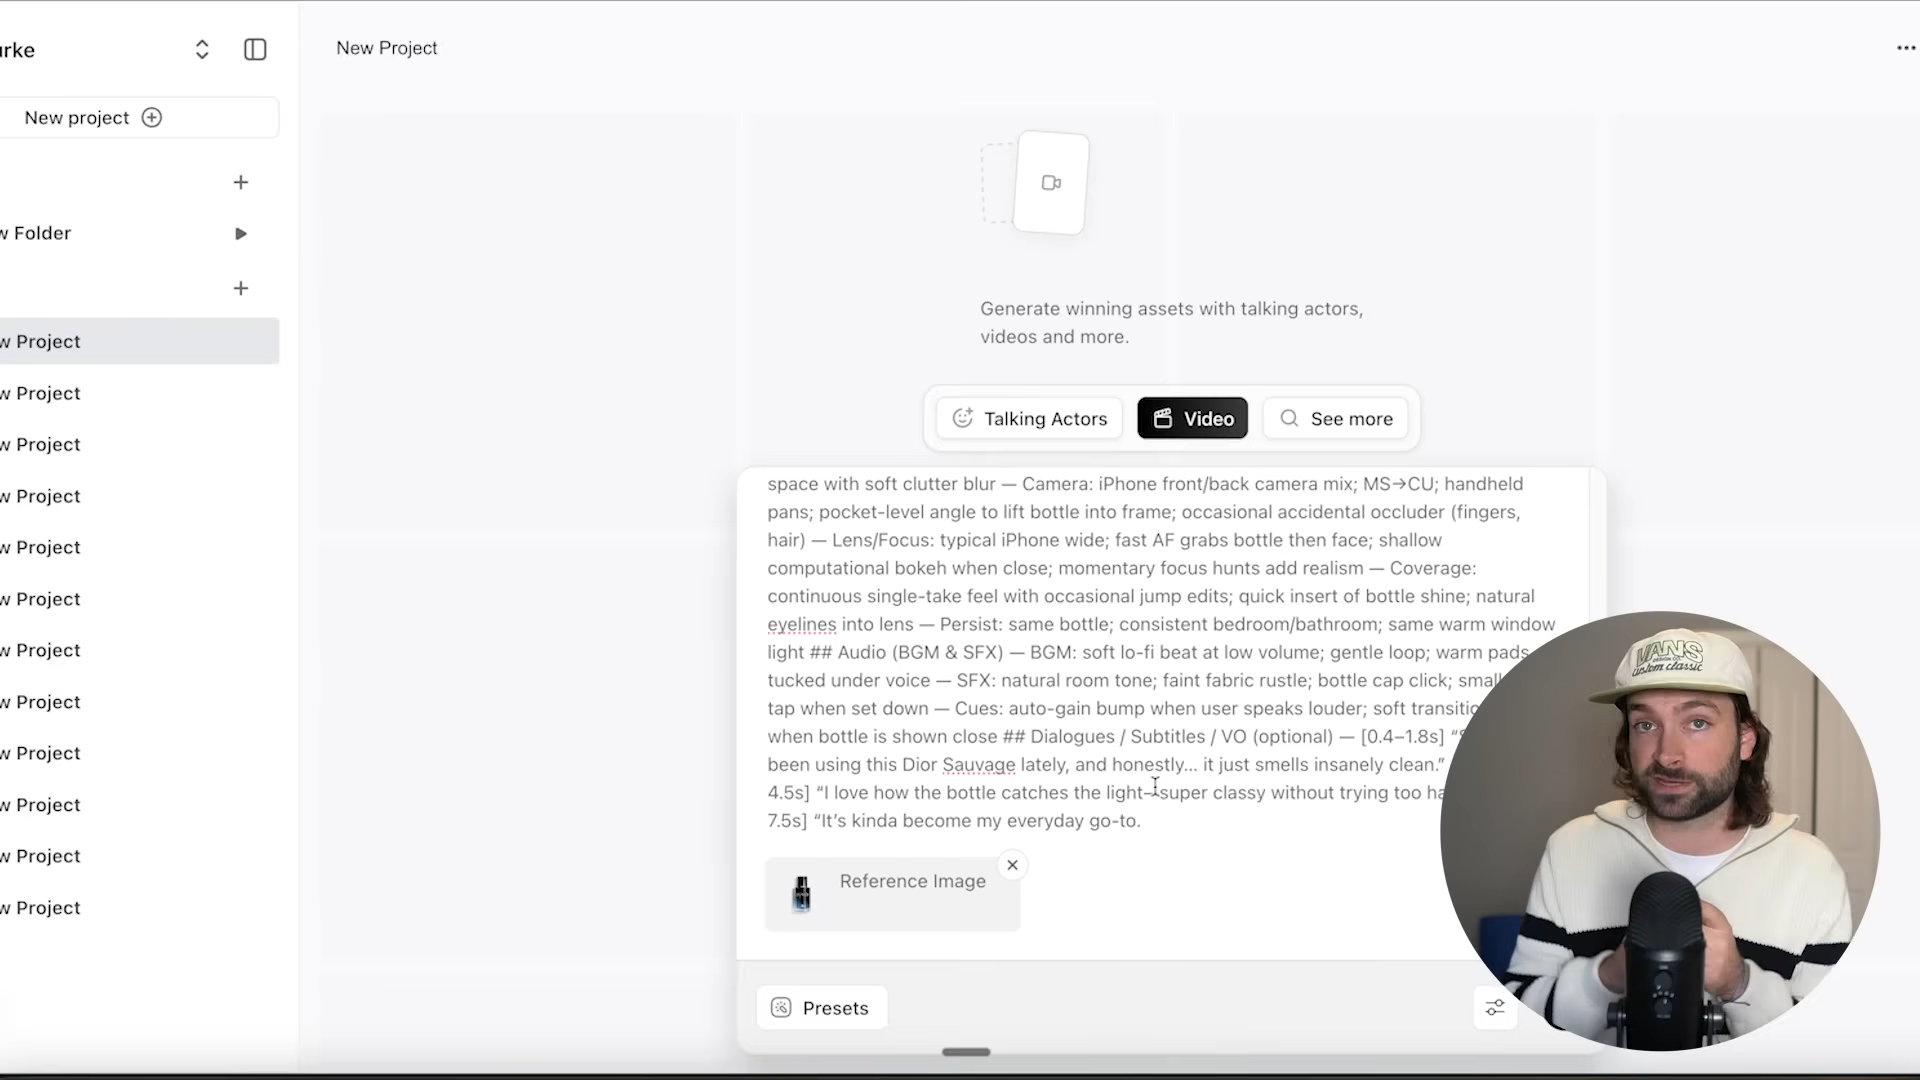 urke
New Project
New project
w Folder
w Project
w Project
w Project
w Project
w Project
w Project
w Project
w Project
w Project
w Project
w Project
w Project
Generate winning assets with talking actors,
videos and more.
Talking Actors
Video
See more
space with soft clutter blur — Camera: iPhone front/back camera mix; MS→CU; handheld
pans; pocket-level angle to lift bottle into frame; occasional accidental occluder (fingers,
hair) — Lens/Focus: typical iPhone wide; fast AF grabs bottle then face; shallow
computational bokeh when close; momentary focus hunts add realism — Coverage:
continuous single-take feel with occasional jump edits; quick insert of bottle shine; natural
eyelines into lens — Persist: same bottle; consistent bedroom/bathroom; same warm window
light ## Audio (BGM & SFX) — BGM: soft lo-fi beat at low volume; gentle loop; warm pads
tucked under voice — SFX: natural room tone; faint fabric rustle; bottle cap click; small
tap when set down — Cues: auto-gain bump when user speaks louder; soft transitio
when bottle is shown close ## Dialogues / Subtitles / VO (optional) — [0.4–1.8s] “
been using this Dior Sauvage lately, and honestly... it just smells insanely clean.”
4.5s] “I love how the bottle catches the light—super classy without trying too ha
7.5s] “It’s kinda become my everyday go-to.
Reference Image
Presets
VANS
DESIGN CO.
custom classic